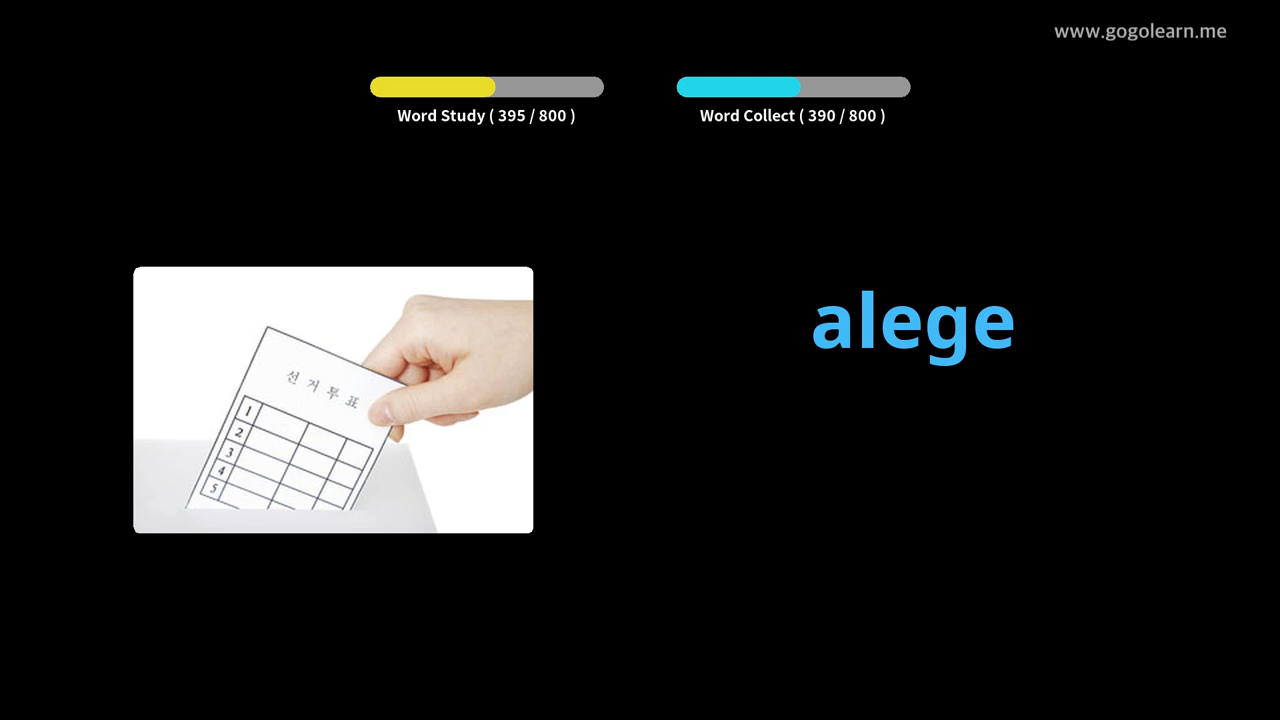 www.gogolearn.me
Word Study ( 395 / 800 )
Word Collect ( 390 / 800 )
alege
선 거 투 표
1
2
3
4
5